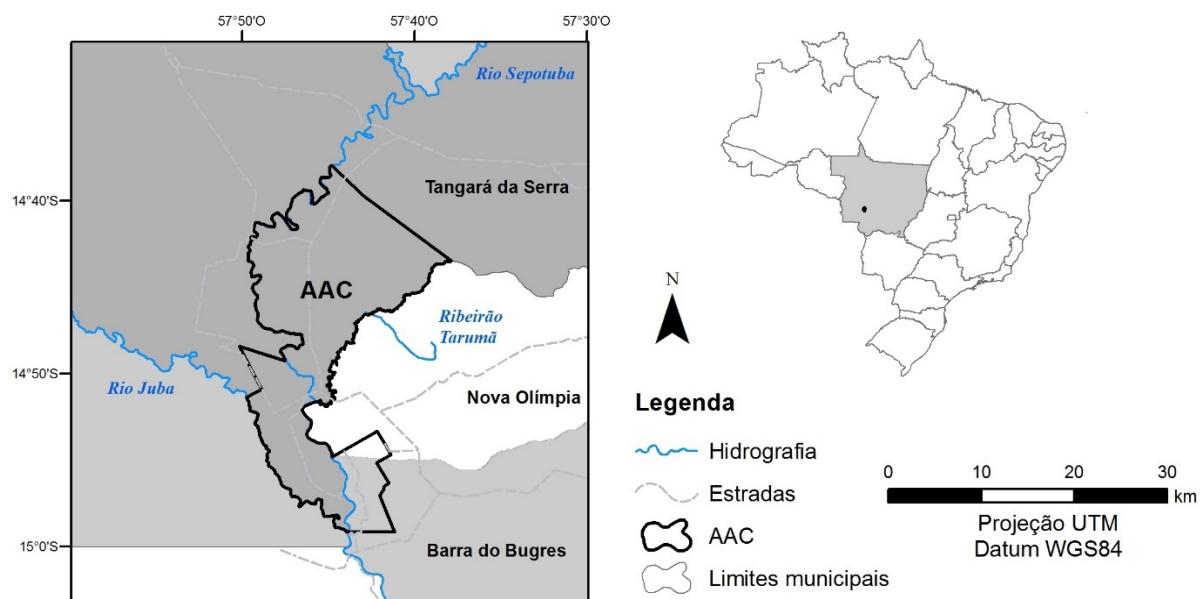 57°50'O
57°40'O
57°30'O
Rio Sepotuba
14°40'S
Tangará da Serra
AAC
Ribeirão
Tarumã
14°50'S
Rio Juba
Nova Olímpia
15°0'S
Barra do Bugres
N
Legenda
Hidrografia
Estradas
AAC
Limites municipais
0 10 20 30
km
Projeção UTM
Datum WGS84